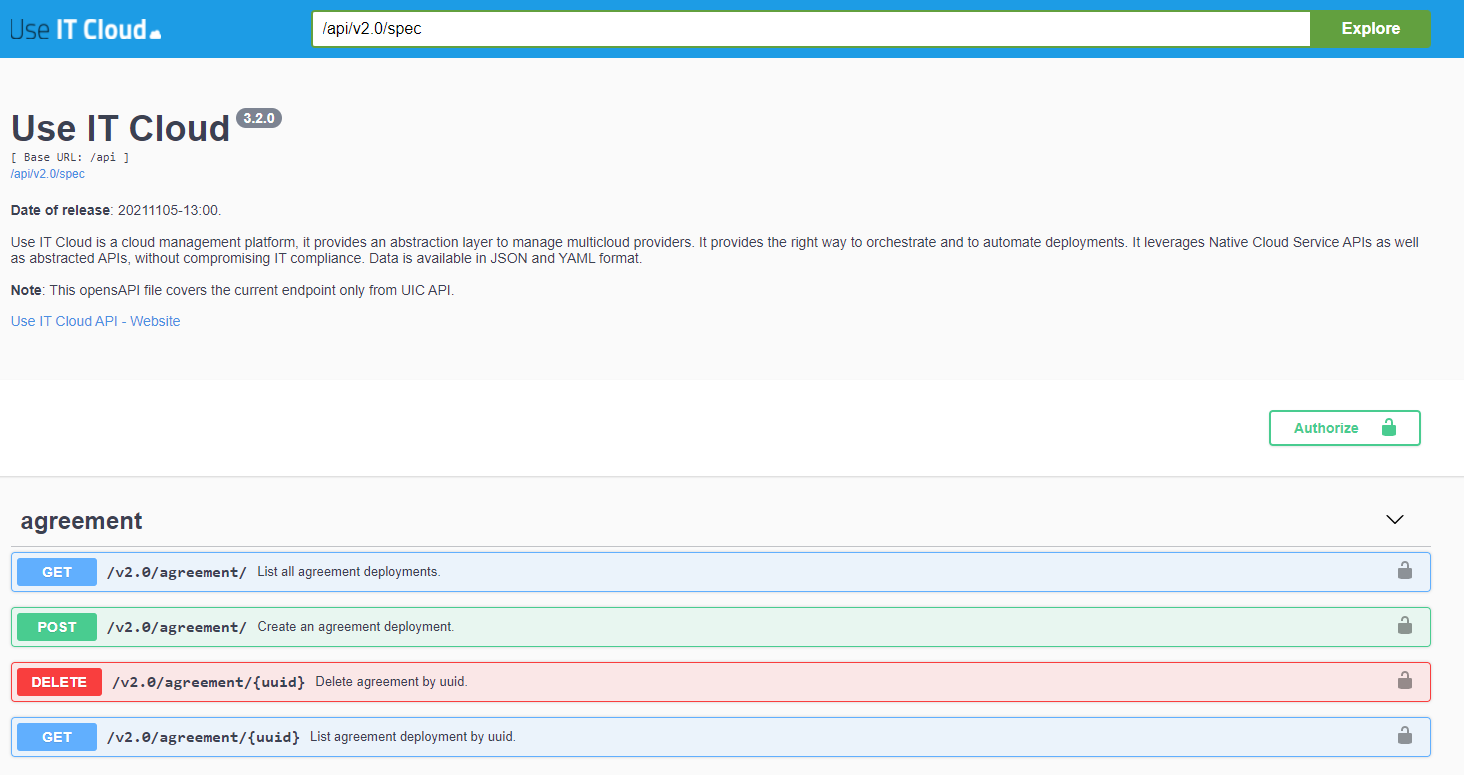 Use IT Cloud
/api/v2.0/spec
Explore
Use IT Cloud 3.2.0
[ Base URL: /api ]
/api/v2.0/spec
Date of release: 20211105-13:00.
Use IT Cloud is a cloud management platform, it provides an abstraction layer to manage multicloud providers. It provides the right way to orchestrate and to automate deployments. It leverages Native Cloud Service APIs as well
as abstracted APIs, without compromising IT compliance. Data is available in JSON and YAML format.
Note: This opensAPI file covers the current endpoint only from UIC API.
Use IT Cloud API - Website
Authorize
agreement
GET /v2.0/agreement/ List all agreement deployments.
POST /v2.0/agreement/ Create an agreement deployment.
DELETE /v2.0/agreement/{uuid} Delete agreement by uuid.
GET /v2.0/agreement/{uuid} List agreement deployment by uuid.